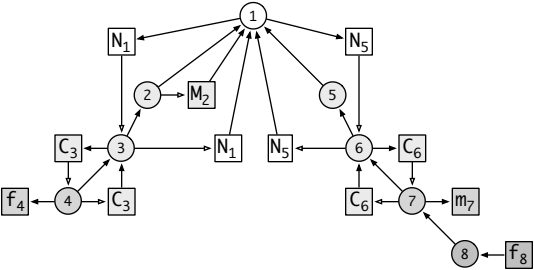 1
N₁ N₅
2 M₂ 5
C₃ 3 N₁ N₅ 6 C₆
f₄ 4 C₃ C₆ 7 m₇
8 f₈